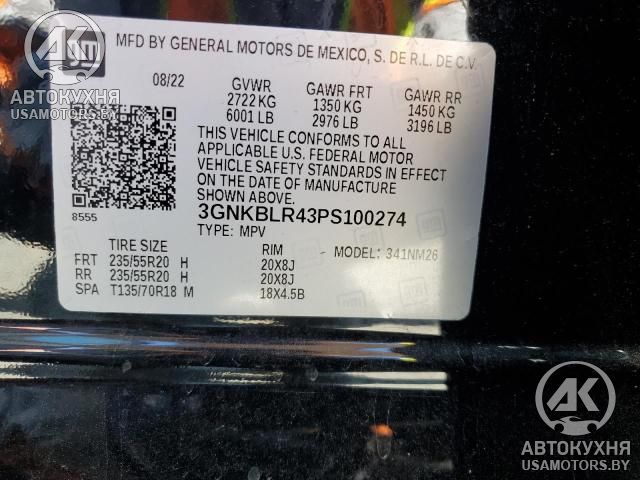 gm
MFD BY GENERAL MOTORS DE MEXICO, S. DE R.L. DE C.V.
08/22 GVWR GAWR FRT GAWR RR
2722 KG 1350 KG 1450 KG
6001 LB 2976 LB 3196 LB
THIS VEHICLE CONFORMS TO ALL
APPLICABLE U.S. FEDERAL MOTOR
VEHICLE SAFETY STANDARDS IN EFFECT
ON THE DATE OF MANUFACTURE
SHOWN ABOVE.
8555 3GNKBLR43PS100274
TYPE: MPV
TIRE SIZE RIM MODEL: 341NM26
FRT 235/55R20 H 20X8J
RR 235/55R20 H 20X8J
SPA T135/70R18 M 18X4.5B
АК
АВТОКУХНЯ
USAMOTORS.BY
АК
АВТОКУХНЯ
USAMOTORS.BY